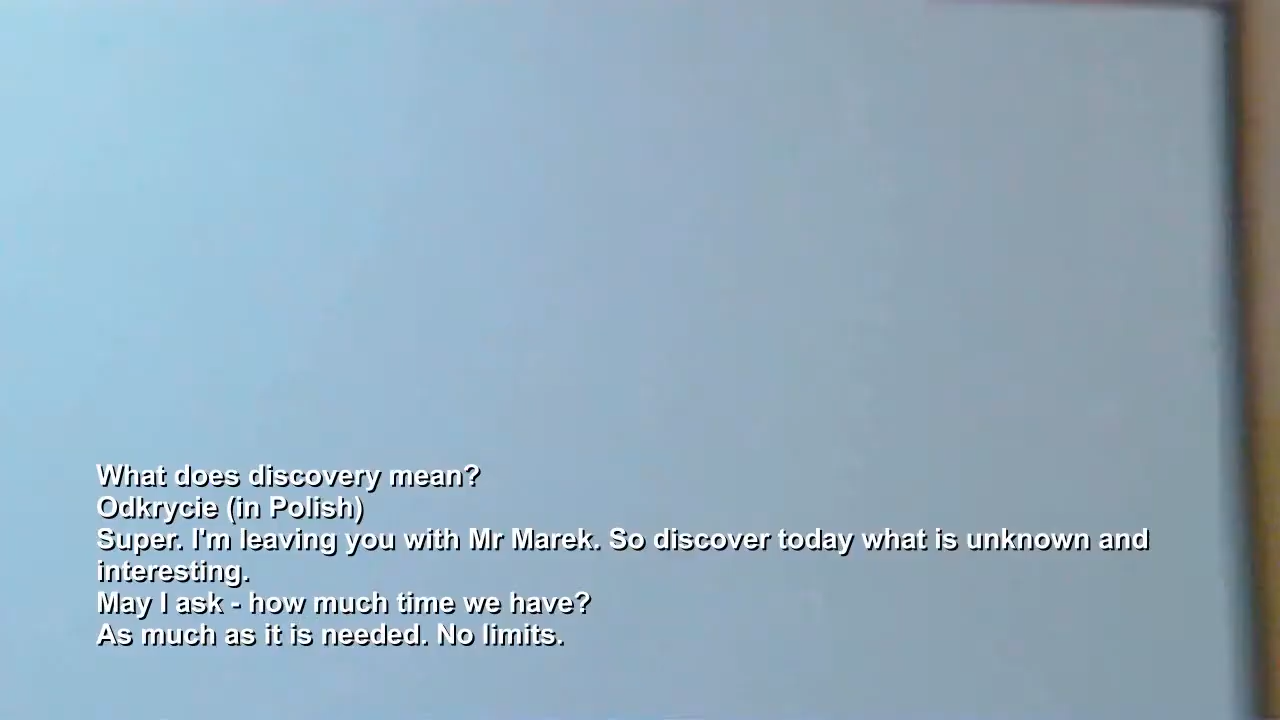 What does discovery mean?
Odkrycie (in Polish)
Super. I'm leaving you with Mr Marek. So discover today what is unknown and
interesting.
May I ask - how much time we have?
As much as it is needed. No limits.